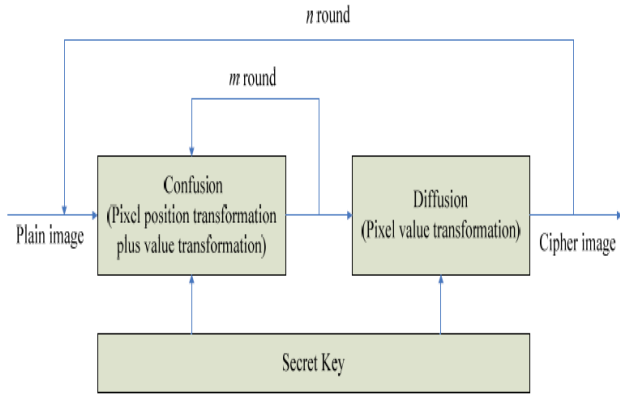 n round
m round
Confusion
(Pixel position transformation
plus value transformation)
Diffusion
(Pixel value transformation)
Plain image
Cipher image
Secret Key